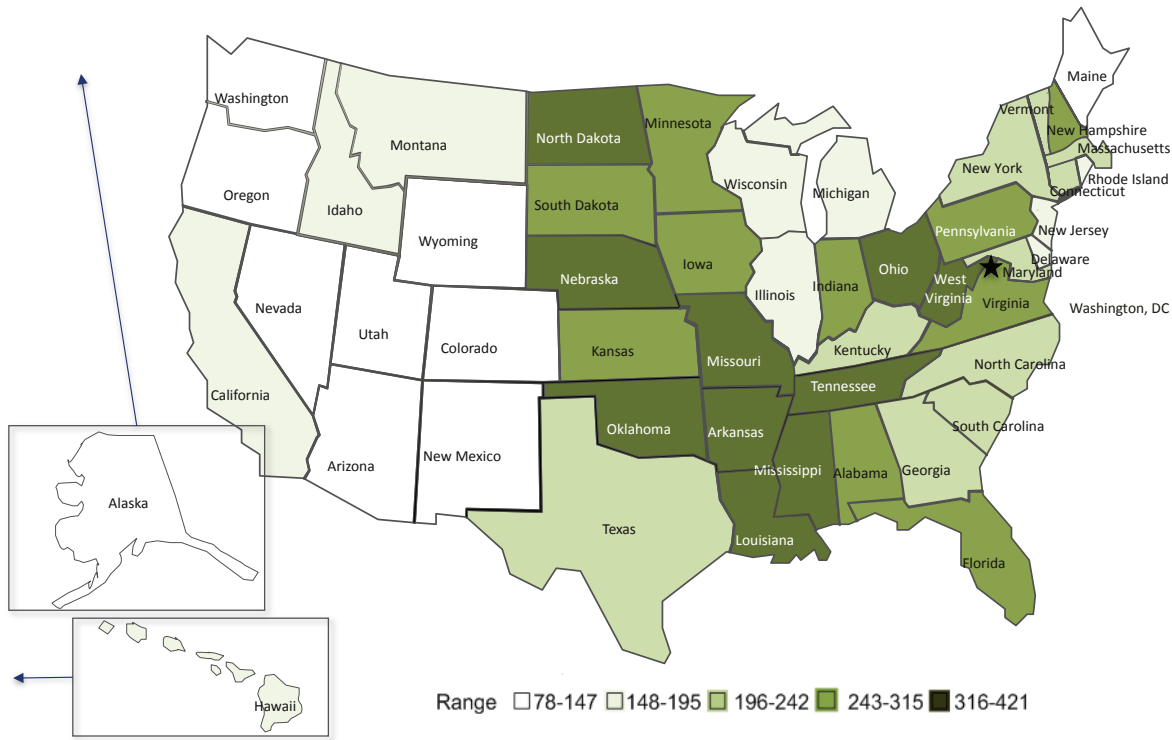 Maine
Washington
Vermont
Minnesota
North Dakota
New Hampshire
Montana
Massachusetts
New York
Rhode Island
Wisconsin
Michigan
Connecticut
Oregon
Idaho
South Dakota
Pennsylvania
New Jersey
Wyoming
Delaware
Iowa
Ohio
Maryland
Nebraska
West
Virginia
Indiana
Illinois
Virginia
Washington, DC
Nevada
Utah
Colorado
Kansas
Kentucky
Missouri
North Carolina
Tennessee
California
South Carolina
Oklahoma
Arkansas
New Mexico
Arizona
Mississippi
Alabama
Georgia
Alaska
Texas
Louisiana
Florida
Hawaii
Range 78-147 148-195 196-242 243-315 316-421